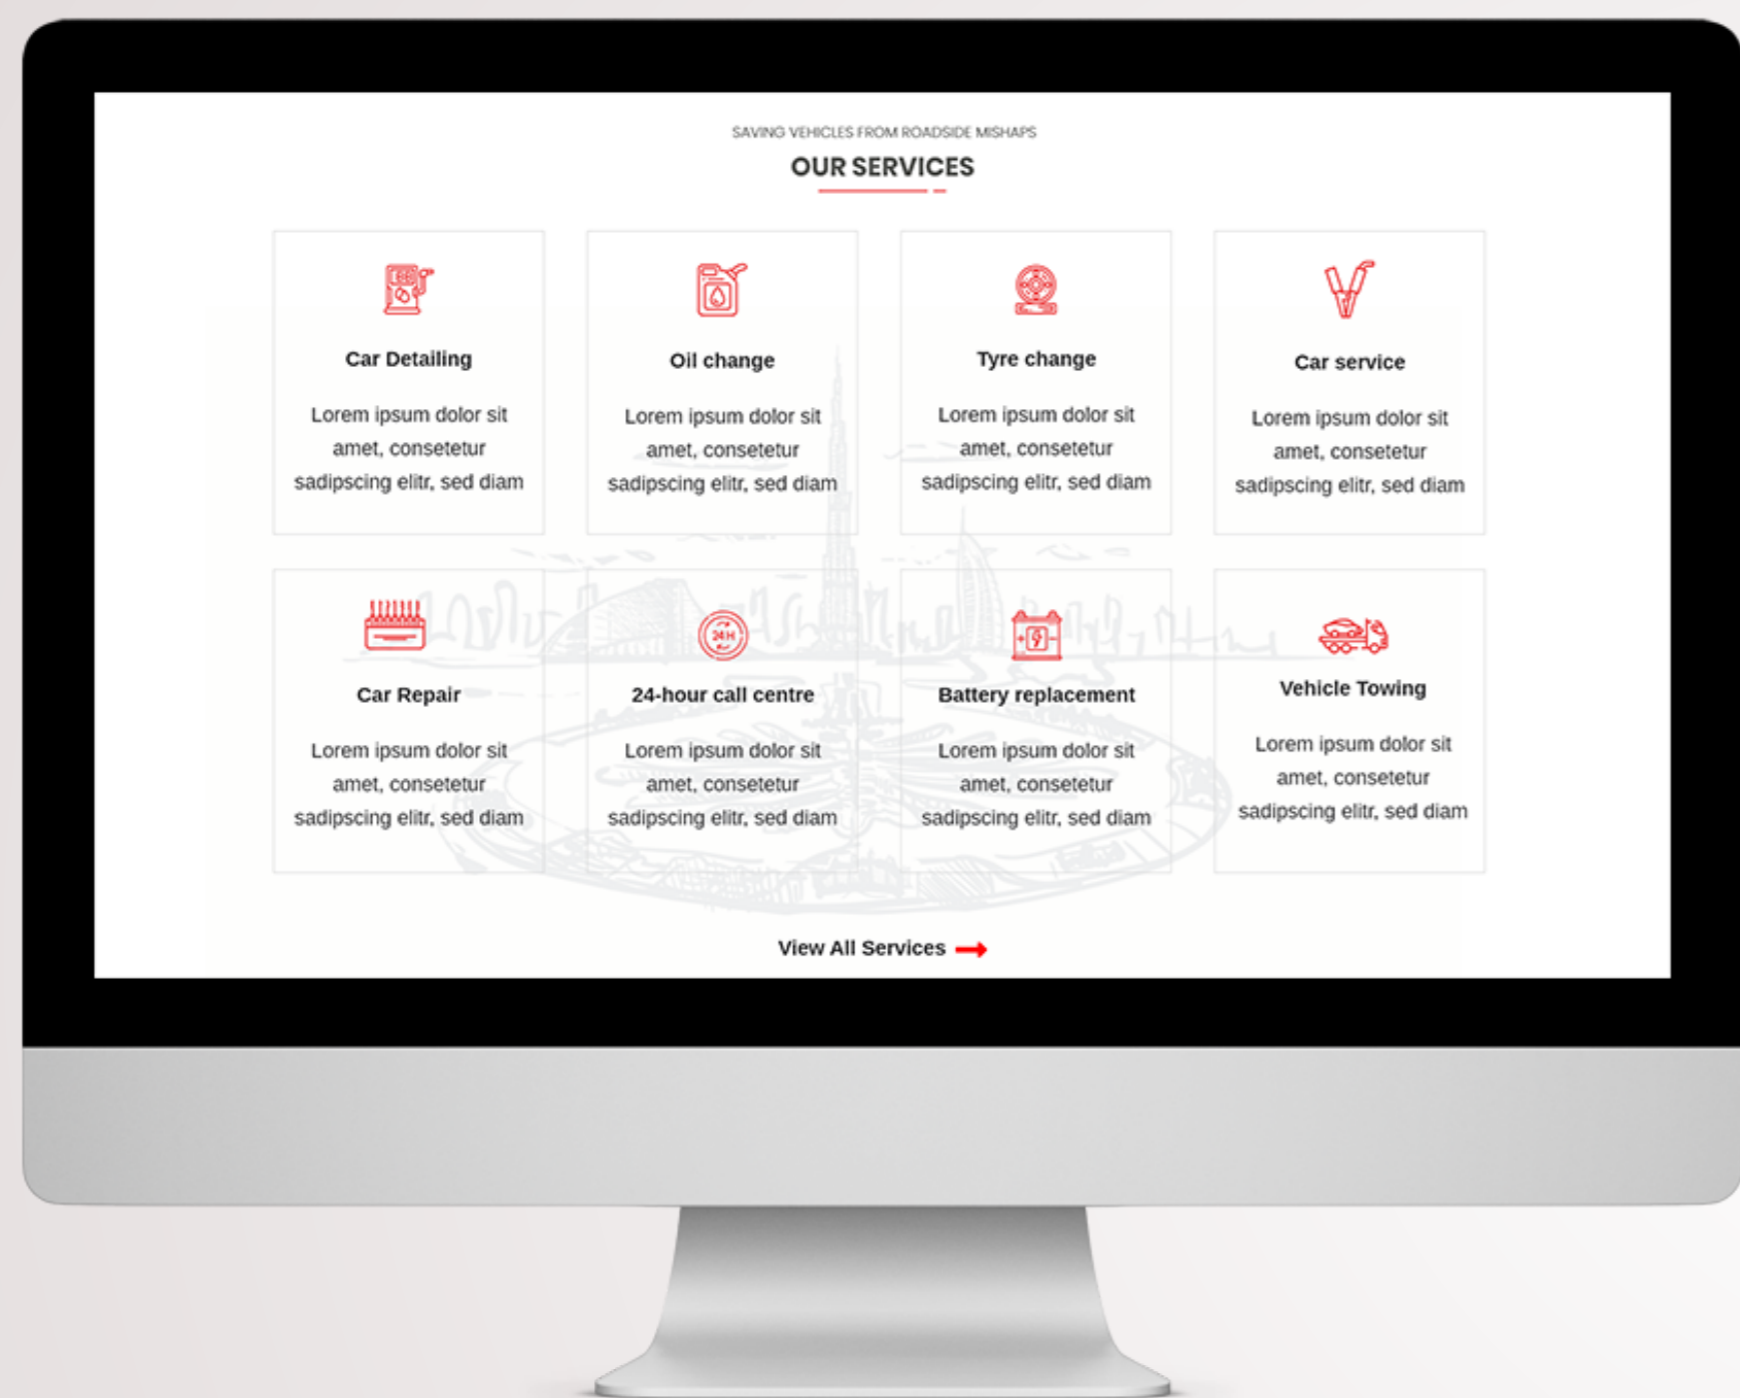 SAVING VEHICLES FROM ROADSIDE MISHAPS
OUR SERVICES
Car Detailing
Lorem ipsum dolor sit
amet, consetetur
sadipscing elitr, sed diam
Oil change
Lorem ipsum dolor sit
amet, consetetur
sadipscing elitr, sed diam
Tyre change
Lorem ipsum dolor sit
amet, consetetur
sadipscing elitr, sed diam
Car service
Lorem ipsum dolor sit
amet, consetetur
sadipscing elitr, sed diam
Car Repair
Lorem ipsum dolor sit
amet, consetetur
sadipscing elitr, sed diam
24 H
24-hour call centre
Lorem ipsum dolor sit
amet, consetetur
sadipscing elitr, sed diam
Battery replacement
Lorem ipsum dolor sit
amet, consetetur
sadipscing elitr, sed diam
Vehicle Towing
Lorem ipsum dolor sit
amet, consetetur
sadipscing elitr, sed diam
View All Services